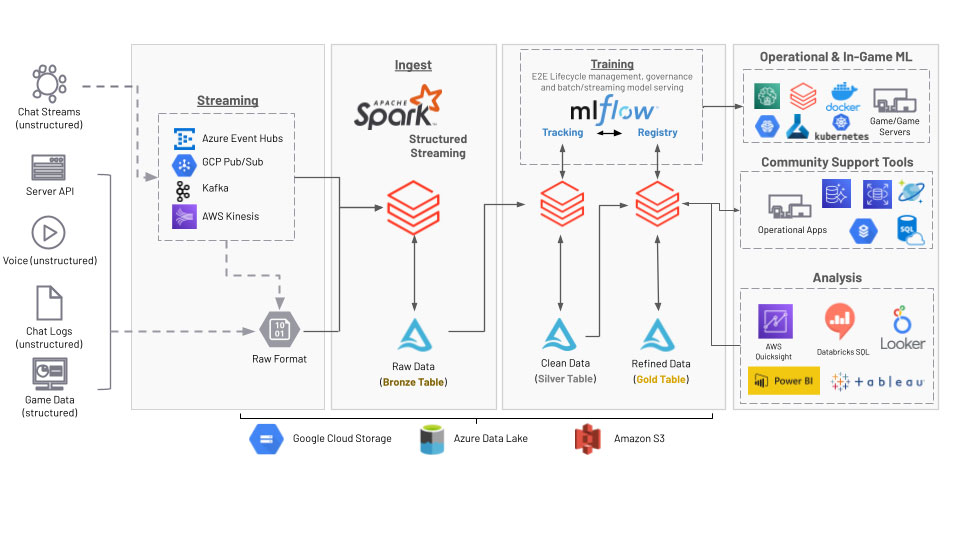 Chat Streams
(unstructured)
Server API
Voice (unstructured)
Chat Logs
(unstructured)
Game Data
(structured)
Streaming
Azure Event Hubs
GCP Pub/Sub
Kafka
AWS Kinesis
10
01
Raw Format
Ingest
APACHE
Spark
Structured
Streaming
Raw Data
(Bronze Table)
Training
E2E Lifecycle management, governance
and batch/streaming model serving
mlflow
Tracking
Registry
Clean Data
(Silver Table)
Refined Data
(Gold Table)
Operational & In-Game ML
docker
kubernetes
Game/Game
Servers
Community Support Tools
Operational Apps
SQL
Analysis
AWS
Quicksight
Databricks SQL
Looker
Power BI
+ableau
Google Cloud Storage
Azure Data Lake
Amazon S3